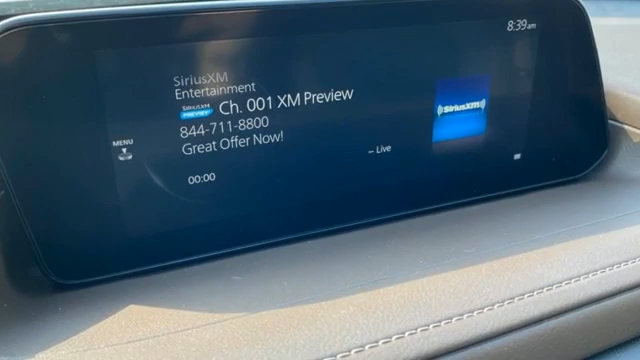 8:39am
SiriusXM
Entertainment
SIRIUSXM PREVIEW Ch. 001 XM Preview
844-711-8800
Great Offer Now!
MENU
– Live
00:00
((SiriusXM))